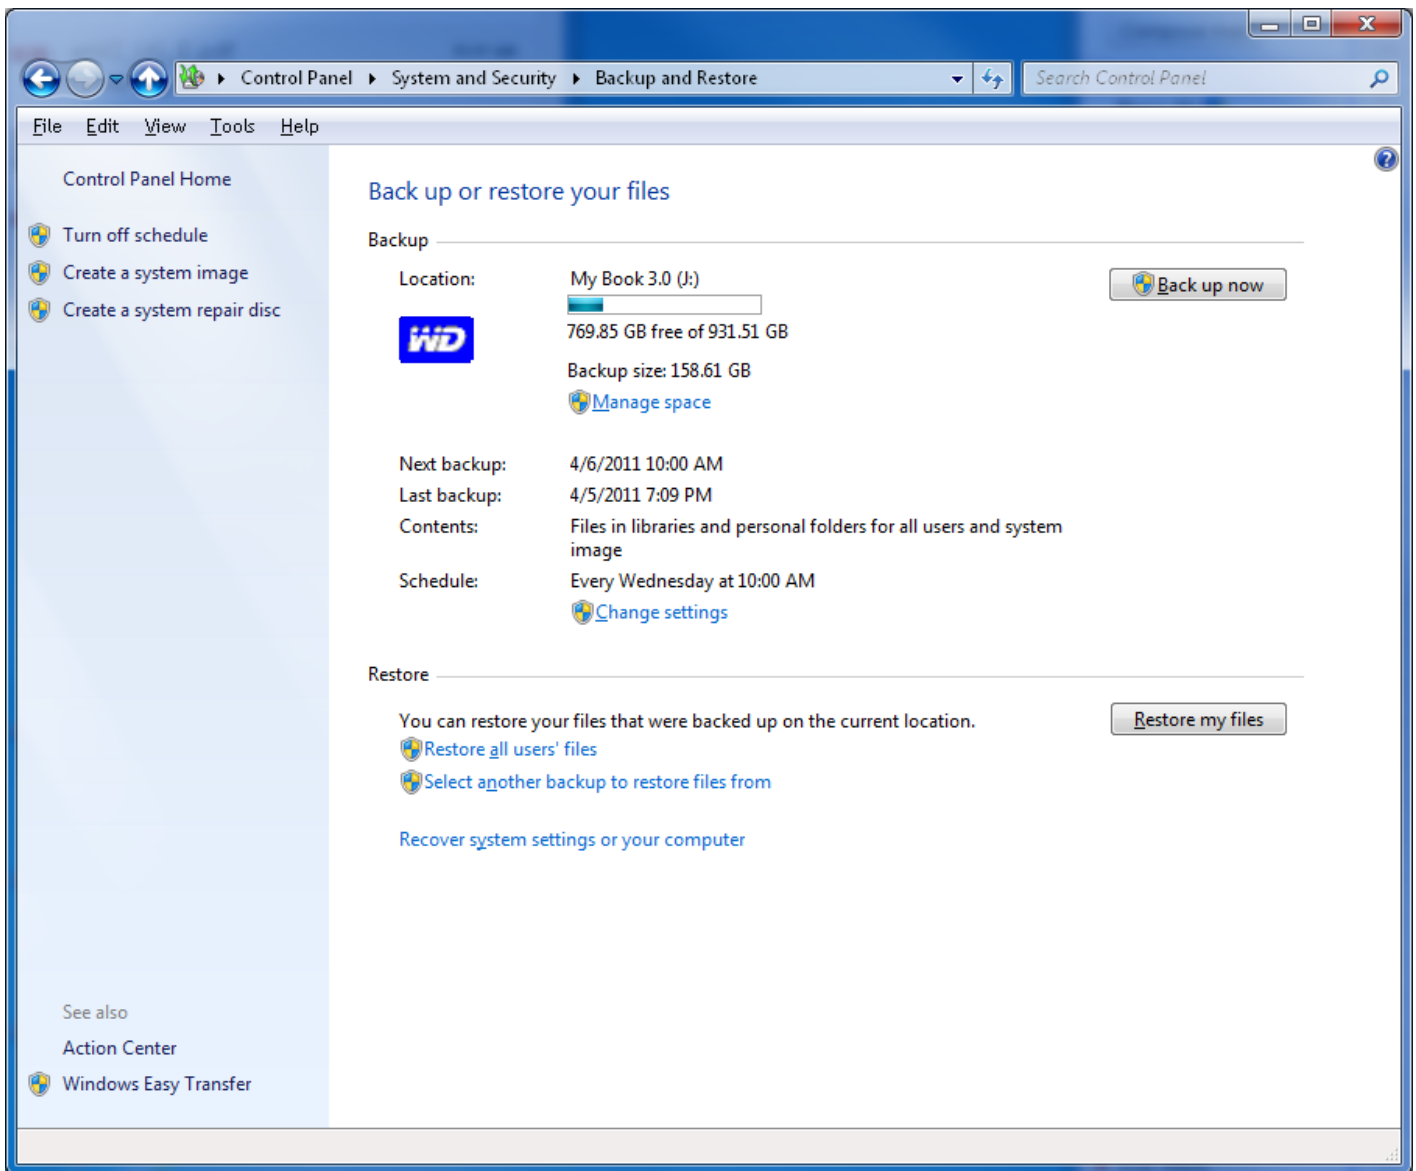 Control Panel
System and Security
Backup and Restore
Search Control Panel
File Edit View Tools Help
Control Panel Home
Turn off schedule
Create a system image
Create a system repair disc
Back up or restore your files
Backup
Location:
My Book 3.0 (J:)
Back up now
WD
769.85 GB free of 931.51 GB
Backup size: 158.61 GB
Manage space
Next backup:
4/6/2011 10:00 AM
Last backup:
4/5/2011 7:09 PM
Contents:
Files in libraries and personal folders for all users and system
image
Schedule:
Every Wednesday at 10:00 AM
Change settings
Restore
You can restore your files that were backed up on the current location.
Restore my files
Restore all users' files
Select another backup to restore files from
Recover system settings or your computer
See also
Action Center
Windows Easy Transfer